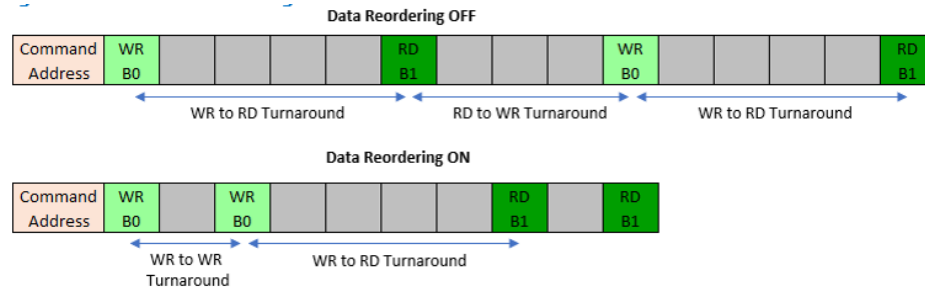 Data Reordering OFF
Command WR RD WR RD
Address B0 B1 B0 B1
WR to RD Turnaround RD to WR Turnaround WR to RD Turnaround
Data Reordering ON
Command WR WR RD RD
Address B0 B0 B1 B1
WR to WR WR to RD Turnaround
Turnaround